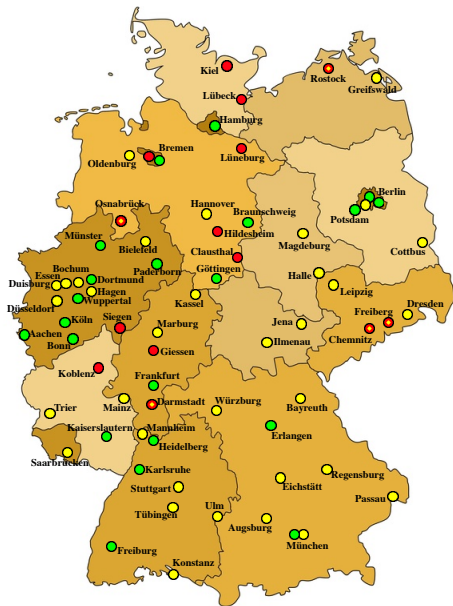 Kiel
Rostock
Greifswald
Lübeck
Hamburg
Bremen
Oldenburg
Lüneburg
Berlin
Osnabrück
Hannover
Braunschweig
Potsdam
Münster
Hildesheim
Bielefeld
Magdeburg
Cottbus
Clausthal
Göttingen
Paderborn
Bochum
Essen
Dortmund
Duisburg
Hagen
Halle
Leipzig
Wuppertal
Kassel
Düsseldorf
Dresden
Freiberg
Köln
Siegen
Marburg
Jena
Aachen
Chemnitz
Bonn
Ilmenau
Giessen
Koblenz
Frankfurt
Würzburg
Bayreuth
Trier
Mainz
Darmstadt
Kaiserslautern
Mannheim
Erlangen
Heidelberg
Saarbrücken
Karlsruhe
Regensburg
Stuttgart
Eichstätt
Passau
Ulm
Tübingen
Augsburg
München
Freiburg
Konstanz